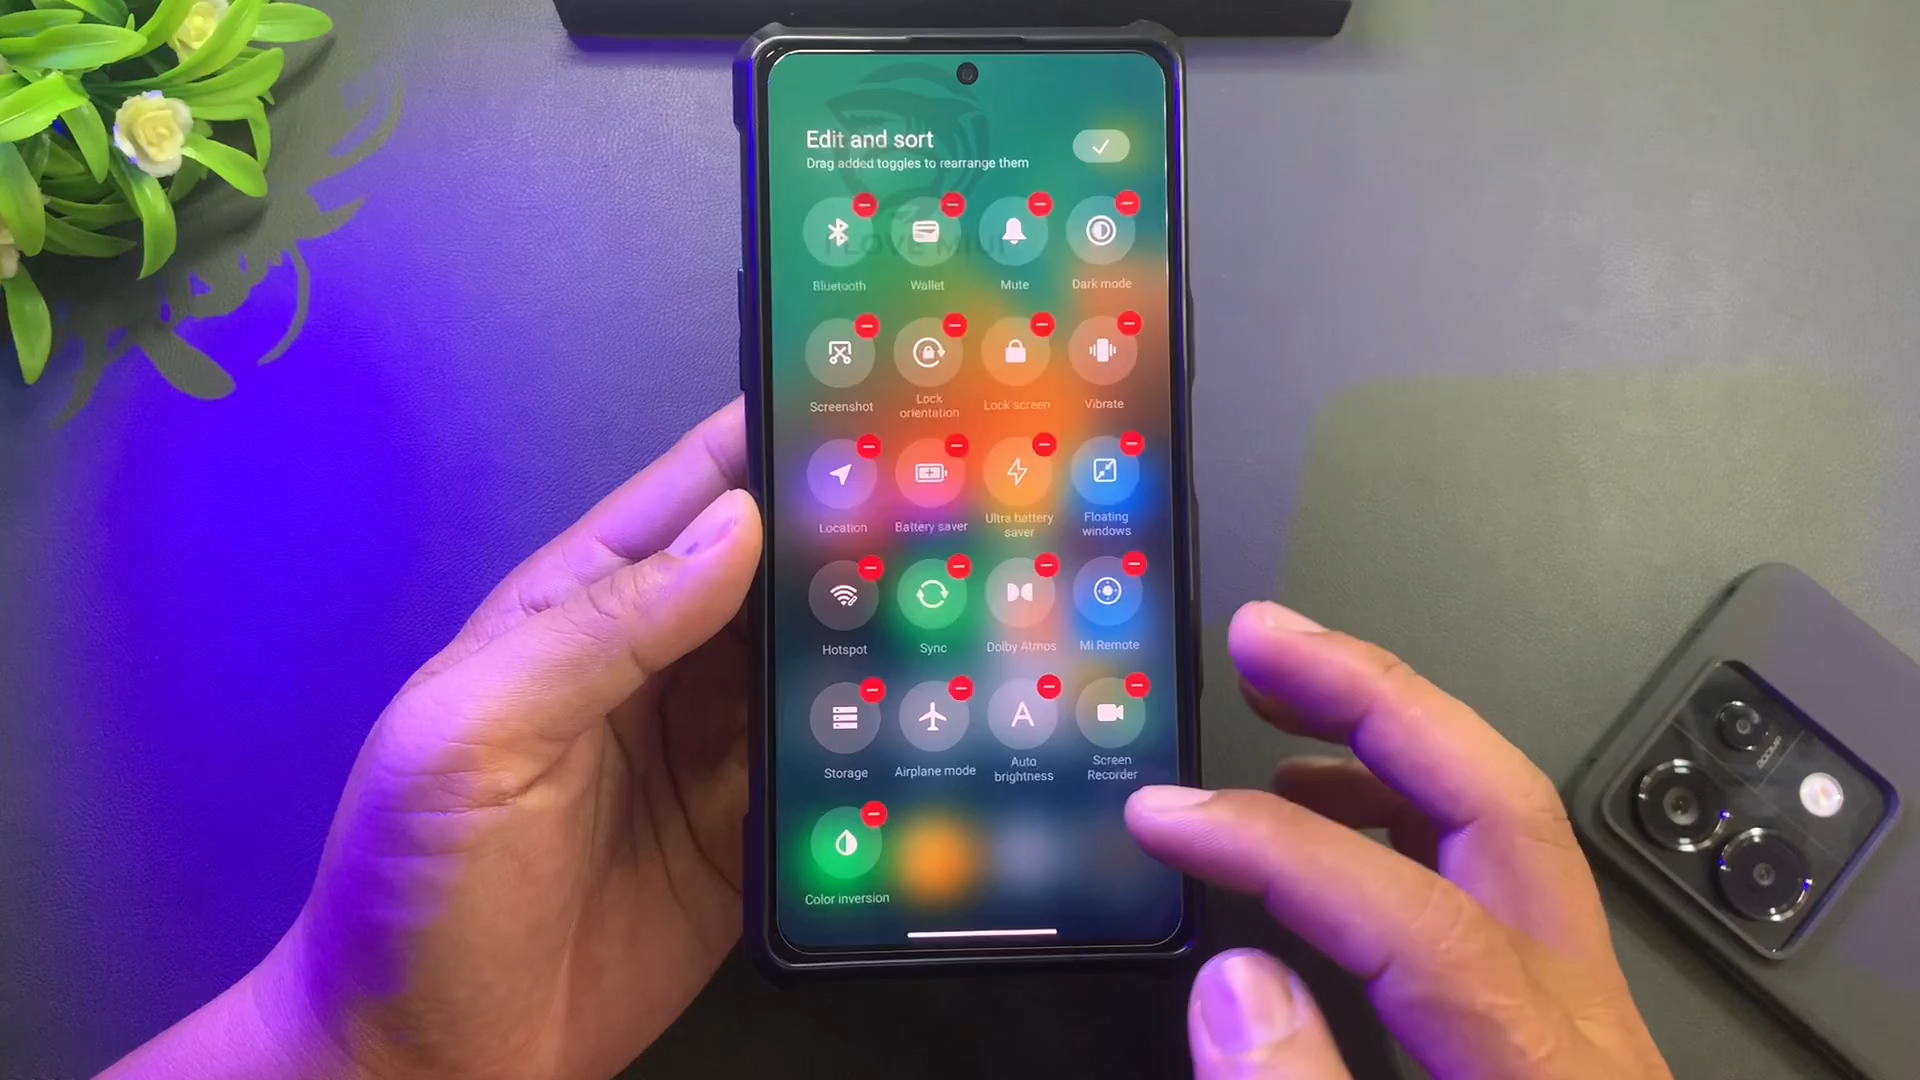 Edit and sort
Drag added toggles to rearrange them
I LOVE MIUI
Bluetooth
Wallet
Mute
Dark mode
Screenshot
Lock
orientation
Lock screen
Vibrate
Location
Battery saver
Ultra battery
saver
Floating
windows
Hotspot
Sync
Dolby Atmos
Mi Remote
Storage
Airplane mode
A
Auto
brightness
Screen
Recorder
Color inversion